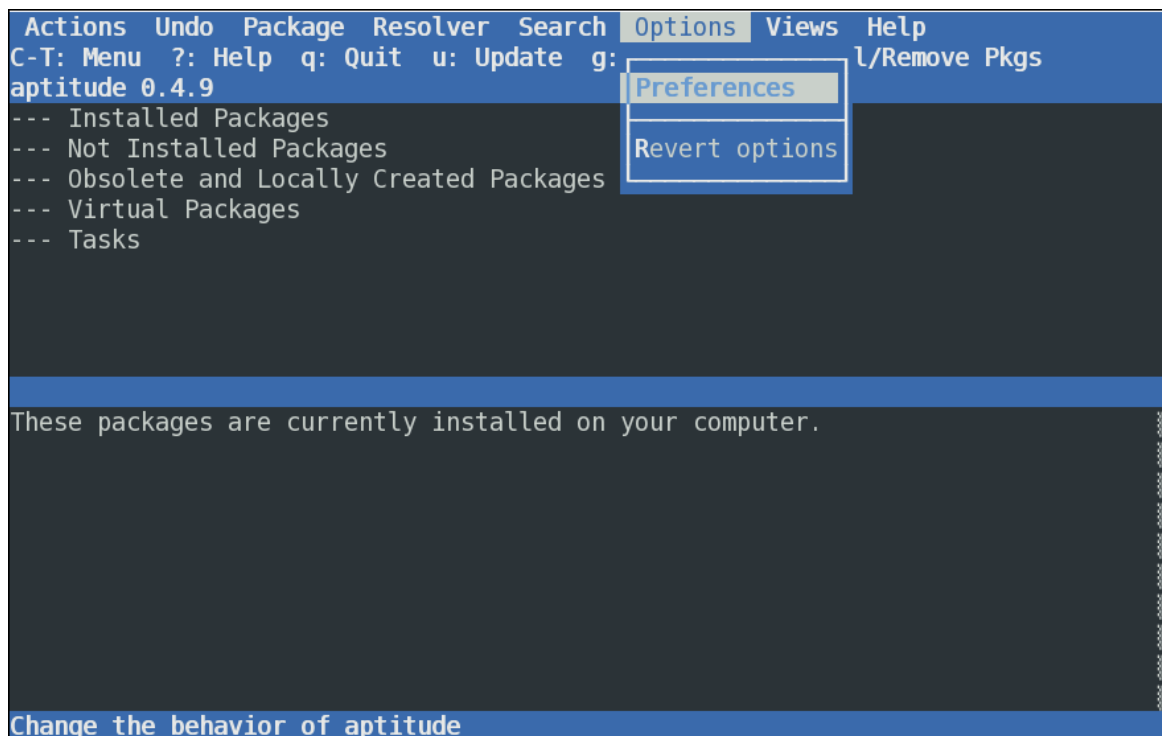 Actions Undo Package Resolver Search Options Views Help
C-T: Menu ?: Help q: Quit u: Update g: l/Remove Pkgs
aptitude 0.4.9
Preferences
--- Installed Packages
--- Not Installed Packages
Revert options
--- Obsolete and Locally Created Packages
--- Virtual Packages
--- Tasks
These packages are currently installed on your computer.
Change the behavior of aptitude